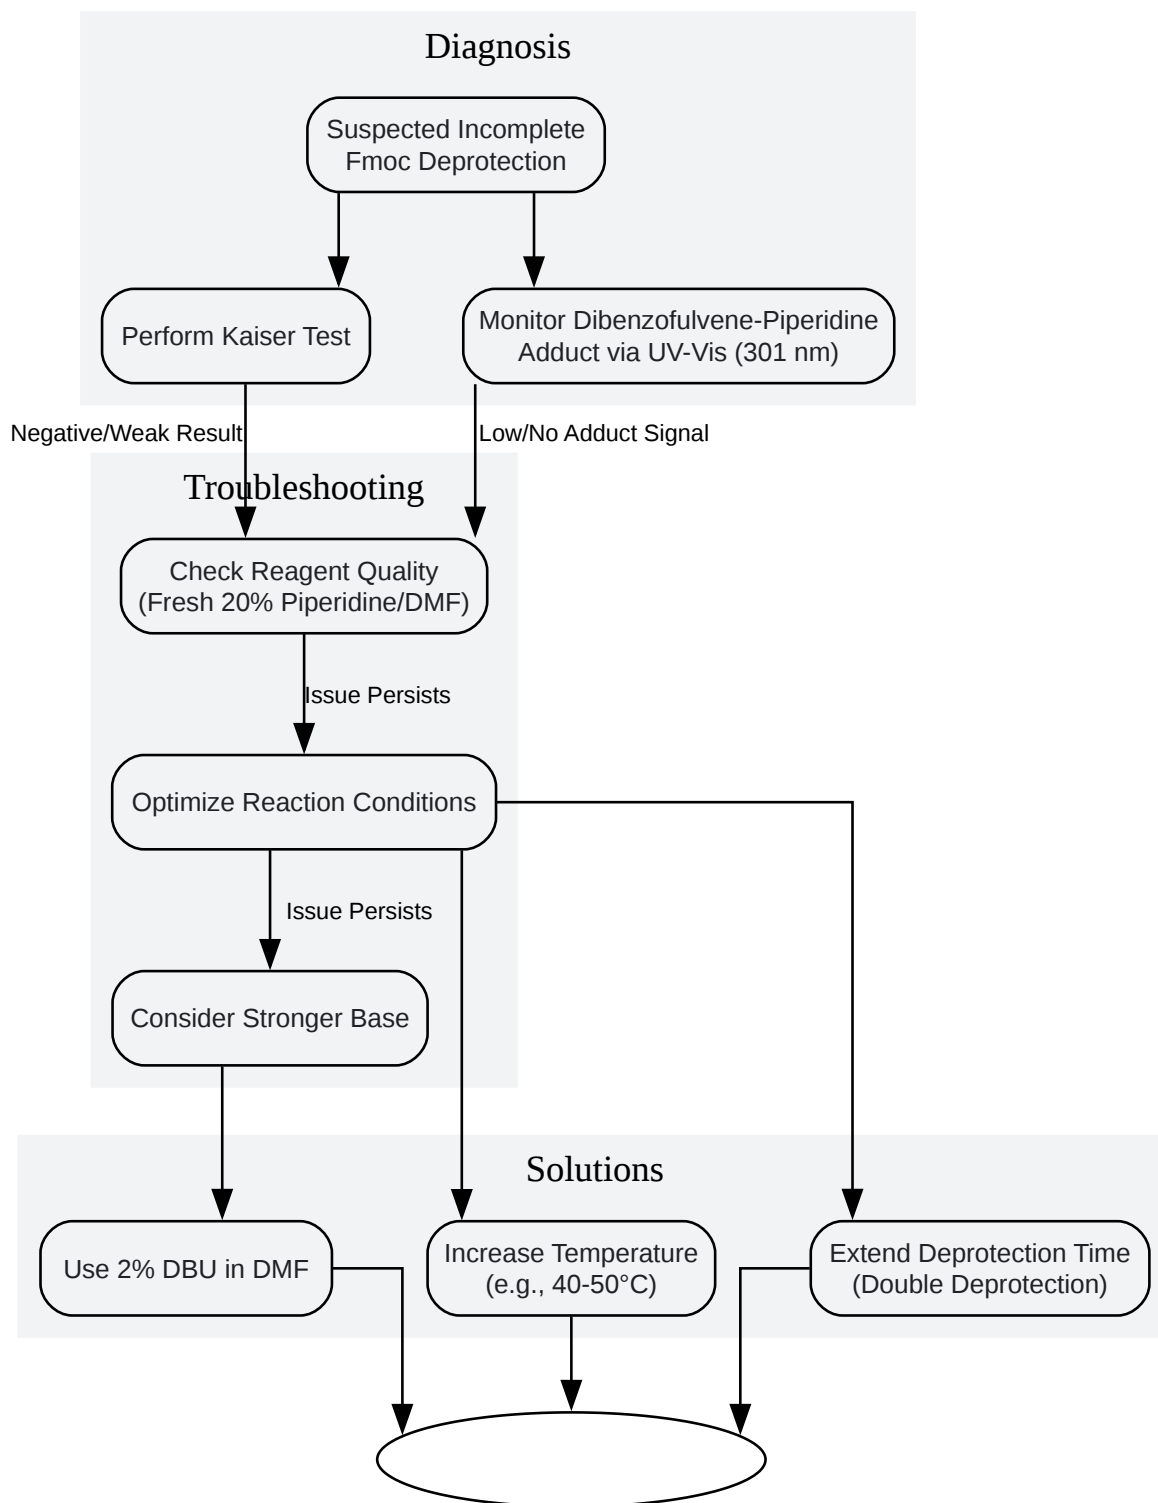 Diagnosis
Suspected Incomplete
Fmoc Deprotection
Perform Kaiser Test
Monitor Dibenzofulvene-Piperidine
Adduct via UV-Vis (301 nm)
Negative/Weak Result
Low/No Adduct Signal
Troubleshooting
Check Reagent Quality
(Fresh 20% Piperidine/DMF)
Issue Persists
Optimize Reaction Conditions
Issue Persists
Consider Stronger Base
Solutions
Use 2% DBU in DMF
Increase Temperature
(e.g., 40-50°C)
Extend Deprotection Time
(Double Deprotection)